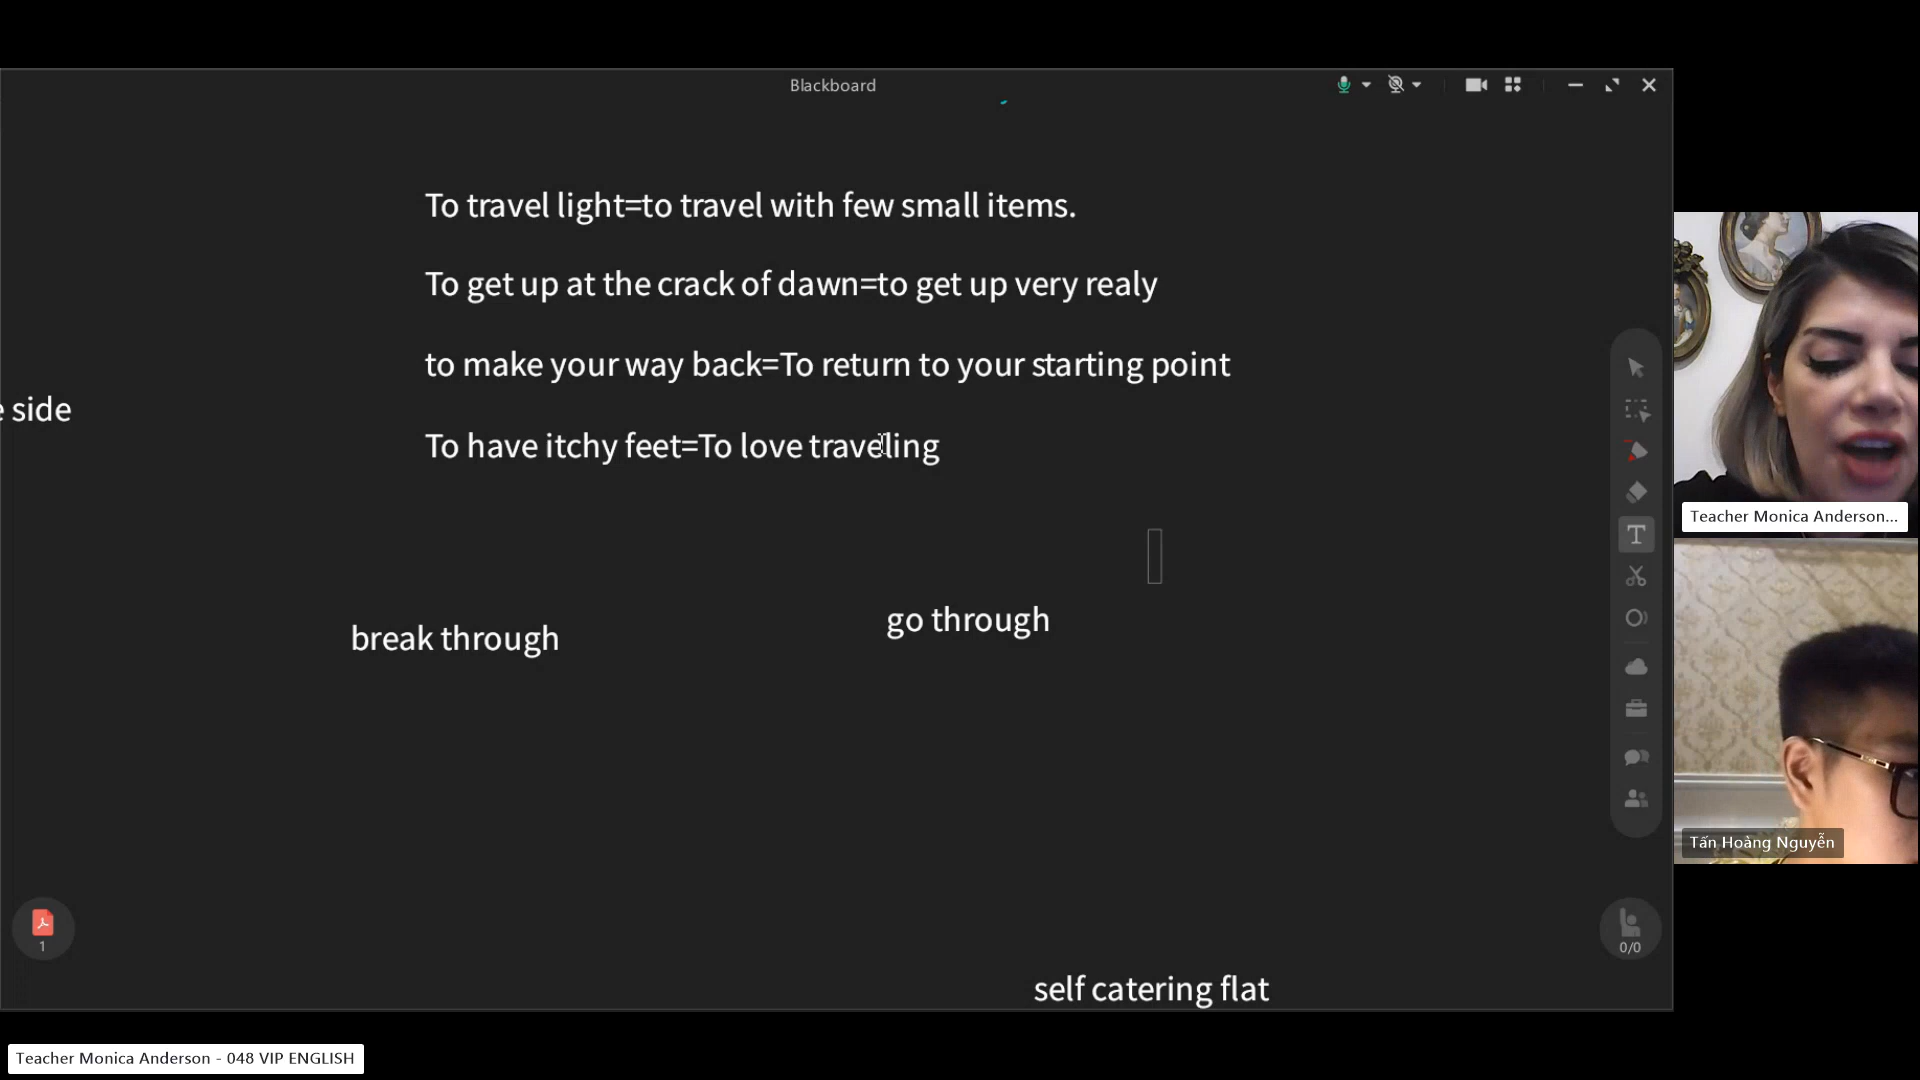 Blackboard
To travel light=to travel with few small items.
To get up at the crack of dawn=to get up very realy
to make your way back=To return to your starting point
e side
To have itchy feet=To love traveling
go through
break through
self catering flat
T
1
0/0
Teacher Monica Anderson...
Tấn Hoàng Nguyễn
Teacher Monica Anderson - 048 VIP ENGLISH